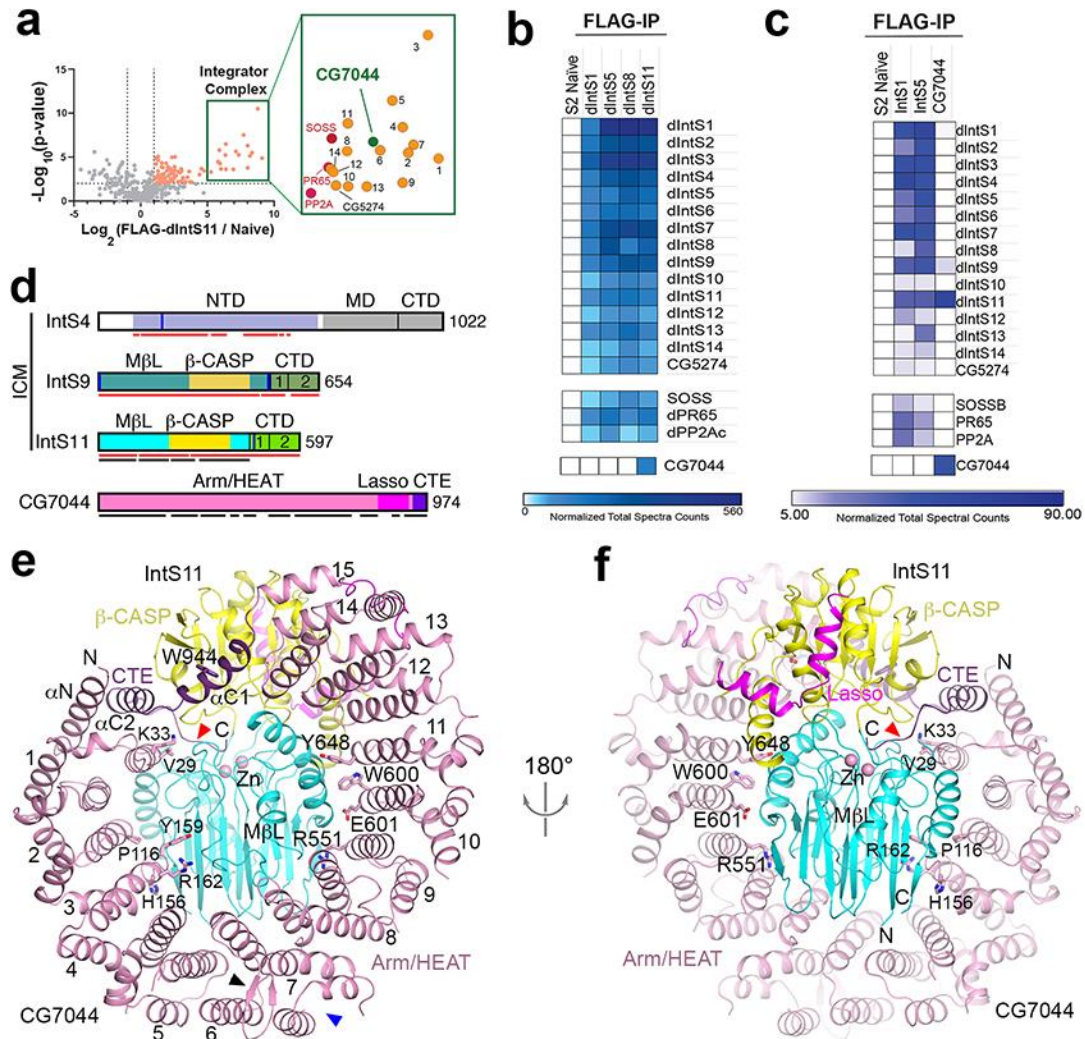 a
-Log10(p-value)
15
10
5
0
-5
0
5
10
Log2(FLAG-dIntS11 / Naive)
Integrator
Complex
CG7044
3
5
11
4
SOSS
8
7
14
6
2
12
1
PR65
10
13
9
PP2A
CG5274
b
FLAG-IP
S2 Naïve
dIntS1
dIntS5
dIntS8
dIntS11
dIntS1
dIntS2
dIntS3
dIntS4
dIntS5
dIntS6
dIntS7
dIntS8
dIntS9
dIntS10
dIntS11
dIntS12
dIntS13
dIntS14
CG5274
SOSS
dPR65
dPP2Ac
CG7044
0
560
Normalized Total Spectra Counts
c
FLAG-IP
S2 Naïve
IntS1
IntS5
CG7044
dIntS1
dIntS2
dIntS3
dIntS4
dIntS5
dIntS6
dIntS7
dIntS8
dIntS9
dIntS10
dIntS11
dIntS12
dIntS13
dIntS14
CG5274
SOSSB
PR65
PP2A
CG7044
5.00
90.00
Normalized Total Spectral Counts
d
ICM
NTD MD CTD
IntS4 1022
MβL β-CASP CTD
IntS9 1 2 654
MβL β-CASP CTD
IntS11 1 2 597
Arm/HEAT Lasso CTE
CG7044 974
e
IntS11
β-CASP
15
14
13
N
CTE
W944
12
αN
αC1
11
αC2
K33
C
Y648
1
V29
Zn
W600
Y159
MβL
E601
2
P116
R551
10
R162
9
3
H156
8
4
Arm/HEAT
7
CG7044
5
6
180°
f
IntS11
β-CASP
N
CTE
Lasso
Y648
C
K33
W600
Zn
V29
E601
MβL
R551
R162
P116
C
H156
N
Arm/HEAT
CG7044